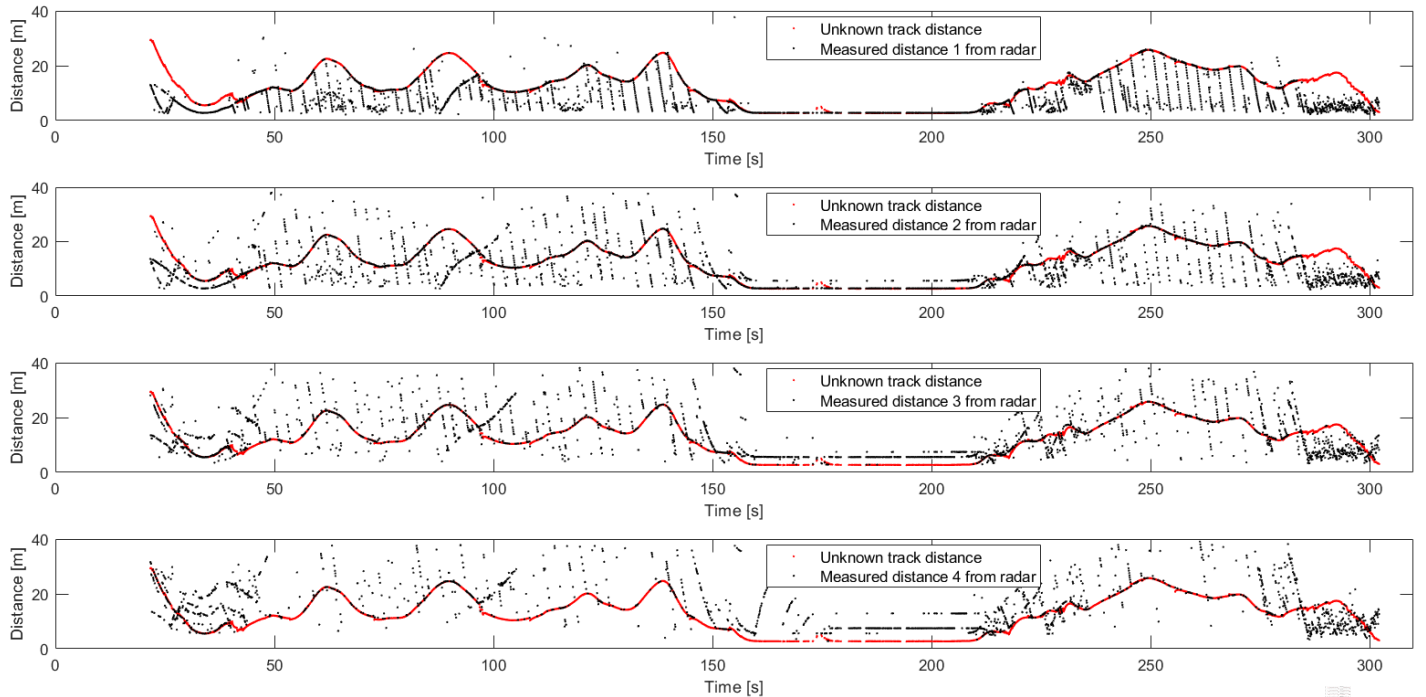 40
20
0
Distance [m]
Unknown track distance
Measured distance 1 from radar
0 50 100 150 200 250 300
Time [s]
40
20
0
Distance [m]
Unknown track distance
Measured distance 2 from radar
0 50 100 150 200 250 300
Time [s]
40
20
0
Distance [m]
Unknown track distance
Measured distance 3 from radar
0 50 100 150 200 250 300
Time [s]
40
20
0
Distance [m]
Unknown track distance
Measured distance 4 from radar
0 50 100 150 200 250 300
Time [s]